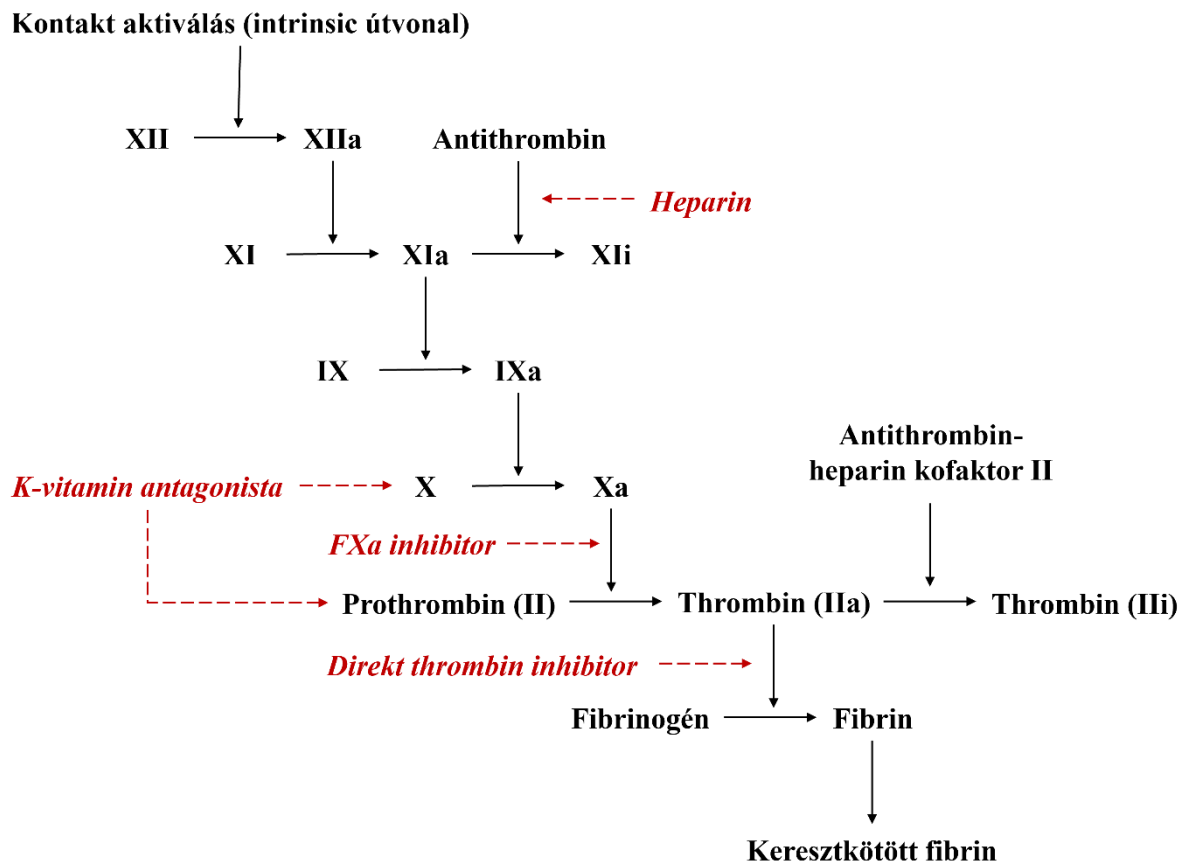 Kontakt aktiválás (intrinsic útvonal)
XII
XIIa
Antithrombin
Heparin
XI
XIa
XIi
IX
IXa
Antithrombin-
heparin kofaktor II
K-vitamin antagonista
X
Xa
FXa inhibitor
Prothrombin (II)
Thrombin (IIa)
Thrombin (IIi)
Direkt thrombin inhibitor
Fibrinogén
Fibrin
Keresztkötött fibrin